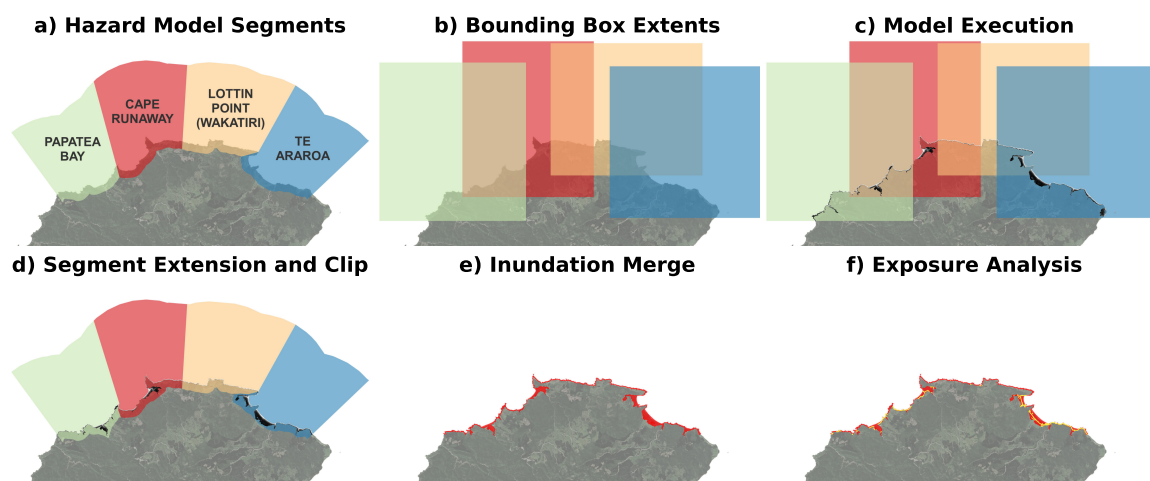 a) Hazard Model Segments
b) Bounding Box Extents
c) Model Execution
PAPATEA
BAY
CAPE
RUNAWAY
LOTTIN
POINT
(WAKATIRI)
TE
ARAROA
d) Segment Extension and Clip
e) Inundation Merge
f) Exposure Analysis